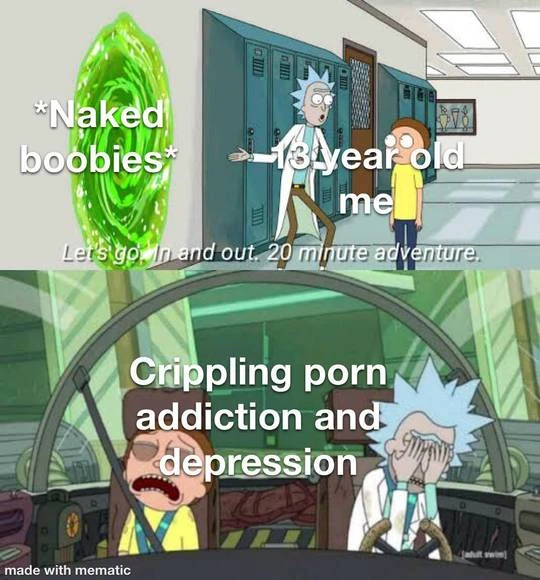 *Naked
boobies*
13 year old
me
Let's go. In and out. 20 minute adventure.
Crippling porn
addiction and
depression
[adult swim]
made with mematic